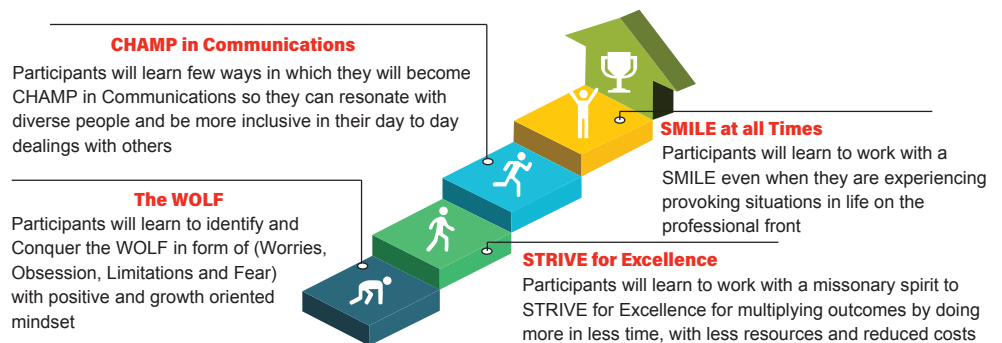 CHAMP in Communications
Participants will learn few ways in which they will become
CHAMP in Communications so they can resonate with
diverse people and be more inclusive in their day to day
dealings with others
SMILE at all Times
Participants will learn to work with a
SMILE even when they are experiencing
provoking situations in life on the
professional front
The WOLF
Participants will learn to identify and
Conquer the WOLF in form of (Worries,
Obsession, Limitations and Fear)
with positive and growth oriented
mindset
STRIVE for Excellence
Participants will learn to work with a missonary spirit to
STRIVE for Excellence for multiplying outcomes by doing
more in less time, with less resources and reduced costs